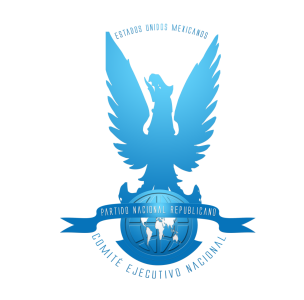 ESTADOS UNIDOS MEXICANOS
PARTIDO NACIONAL REPUBLICANO
COMITÉ EJECUTIVO NACIONAL